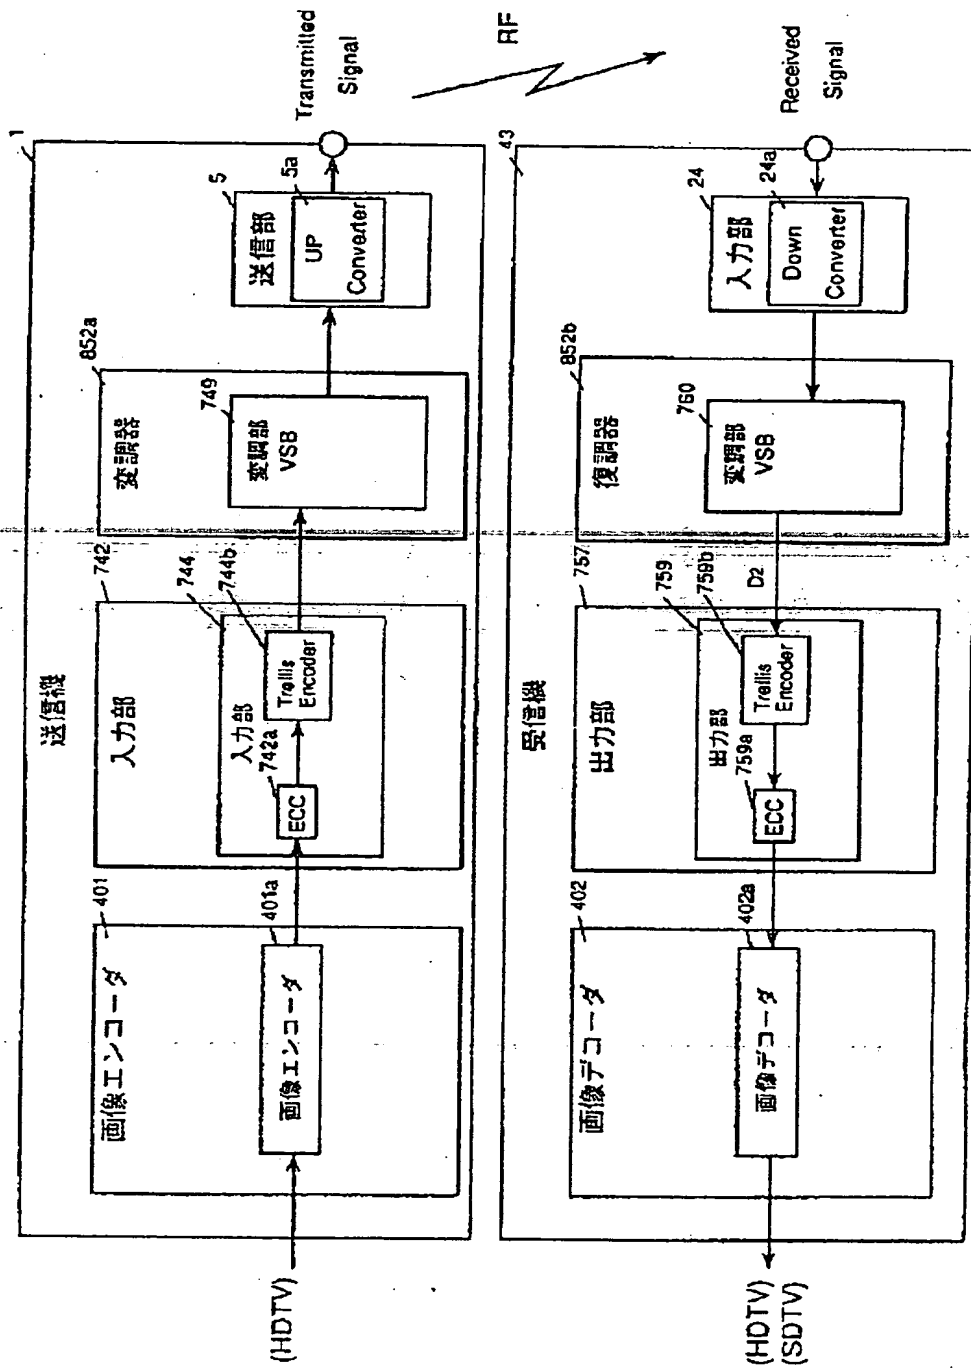 1
送信機
(HDTV)
画像エンコーダ
401
画像エンコーダ
401a
入力部
742
入力部
744
742a
ECC
744b
Trellis
Encoder
変調器
852a
749
変調部
VSB
送信部
5
5a
UP
Converter
Transmitted
Signal
RF
43
受信機
Received
Signal
入力部
24
24a
Down
Converter
復調器
852b
760
変調部
VSB
D2
出力部
757
出力部
759
759b
Trellis
Encoder
759a
ECC
画像デコーダ
402
画像デコーダ
402a
(HDTV)
(SDTV)